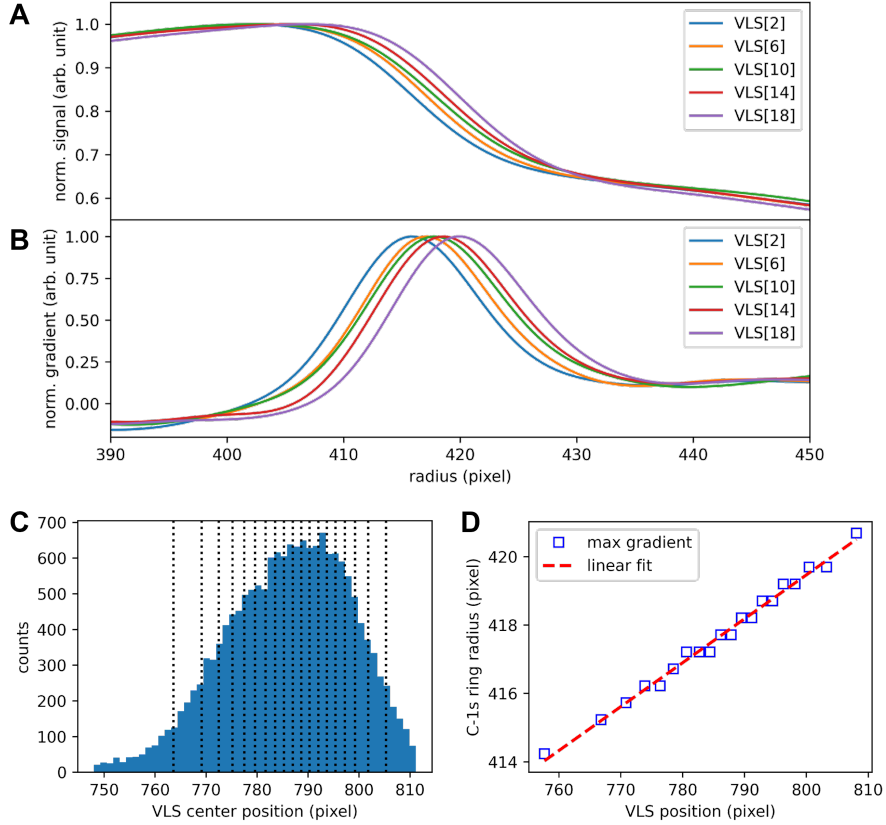 A
1.0
0.9
0.8
0.7
0.6
norm. signal (arb. unit)
VLS[2]
VLS[6]
VLS[10]
VLS[14]
VLS[18]
B
1.00
0.75
0.50
0.25
0.00
norm. gradient (arb. unit)
VLS[2]
VLS[6]
VLS[10]
VLS[14]
VLS[18]
390 400 410 420 430 440 450
radius (pixel)
C
700
600
500
400
300
200
100
0
counts
750 760 770 780 790 800 810
VLS center position (pixel)
D
420
418
416
414
C-1s ring radius (pixel)
max gradient
linear fit
760 770 780 790 800 810
VLS position (pixel)